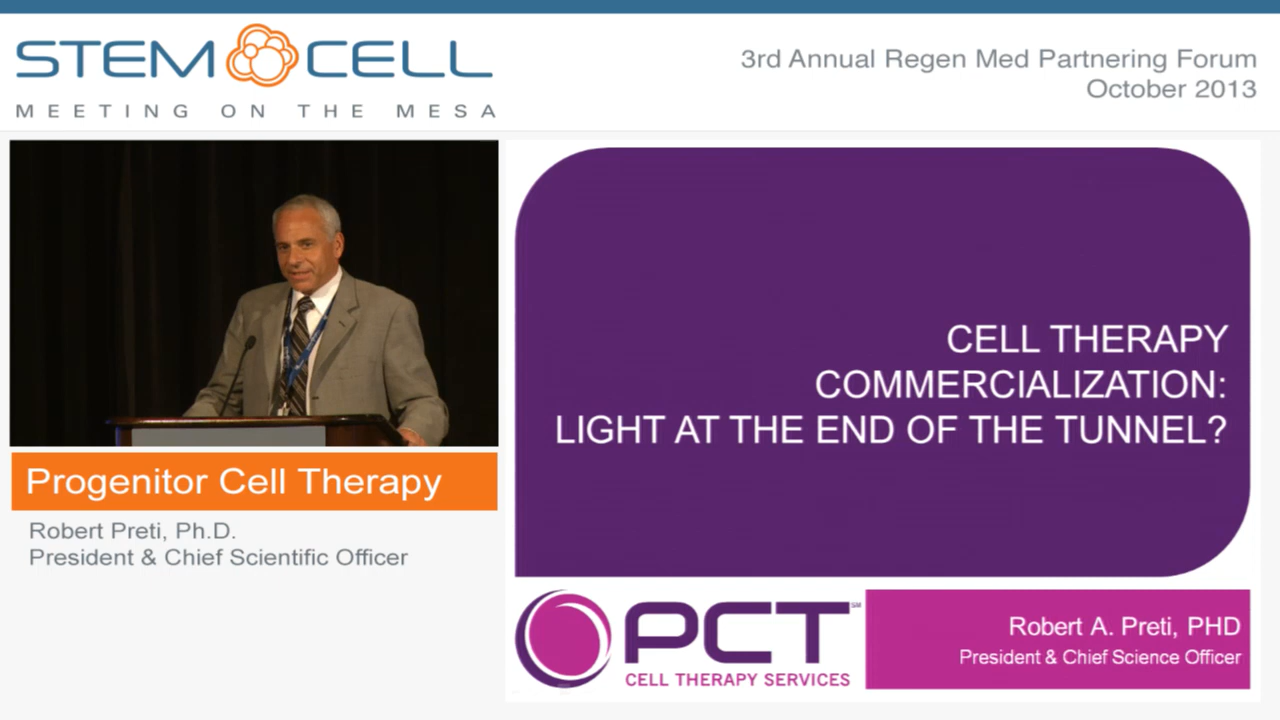 STEM CELL
MEETING ON THE MESA
3rd Annual Regen Med Partnering Forum
October 2013
Progenitor Cell Therapy
Robert Preti, Ph.D.
President & Chief Scientific Officer
CELL THERAPY
COMMERCIALIZATION:
LIGHT AT THE END OF THE TUNNEL?
PCT℠
CELL THERAPY SERVICES
Robert A. Preti, PHD
President & Chief Science Officer